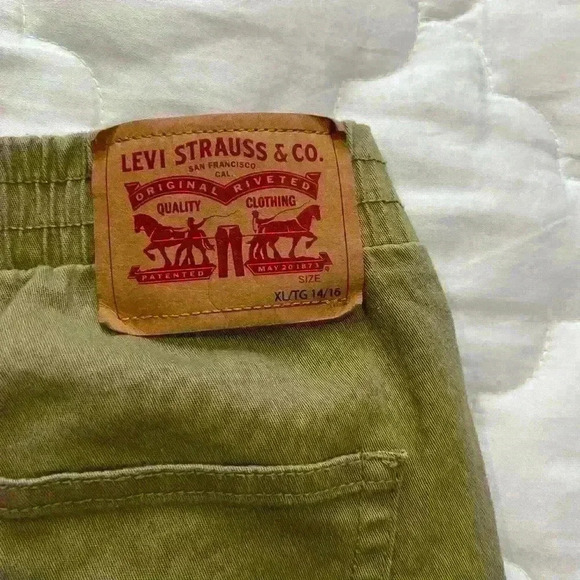 LEVI STRAUSS & CO.
SAN FRANCISCO
CAL.
ORIGINAL RIVETED
QUALITY CLOTHING
PATENTED MAY 20 1873
SIZE
XL/TG 14/16